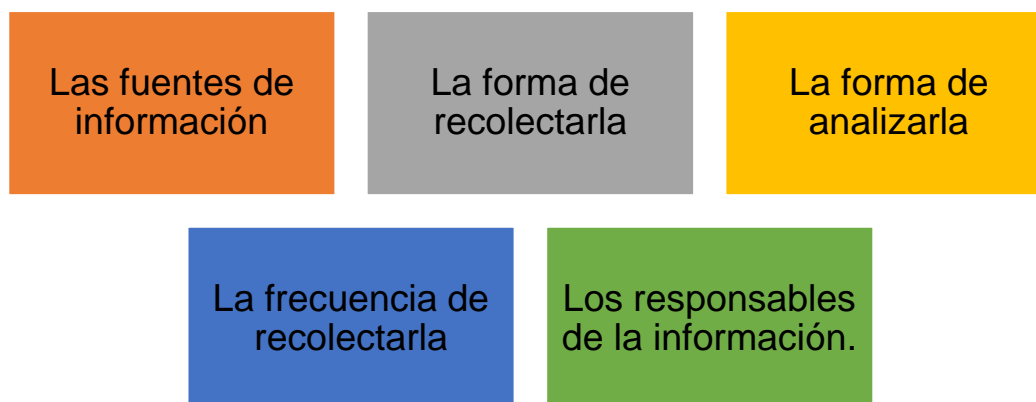 Las fuentes de
información
La forma de
recolectarla
La forma de
analizarla
La frecuencia de
recolectarla
Los responsables
de la información.